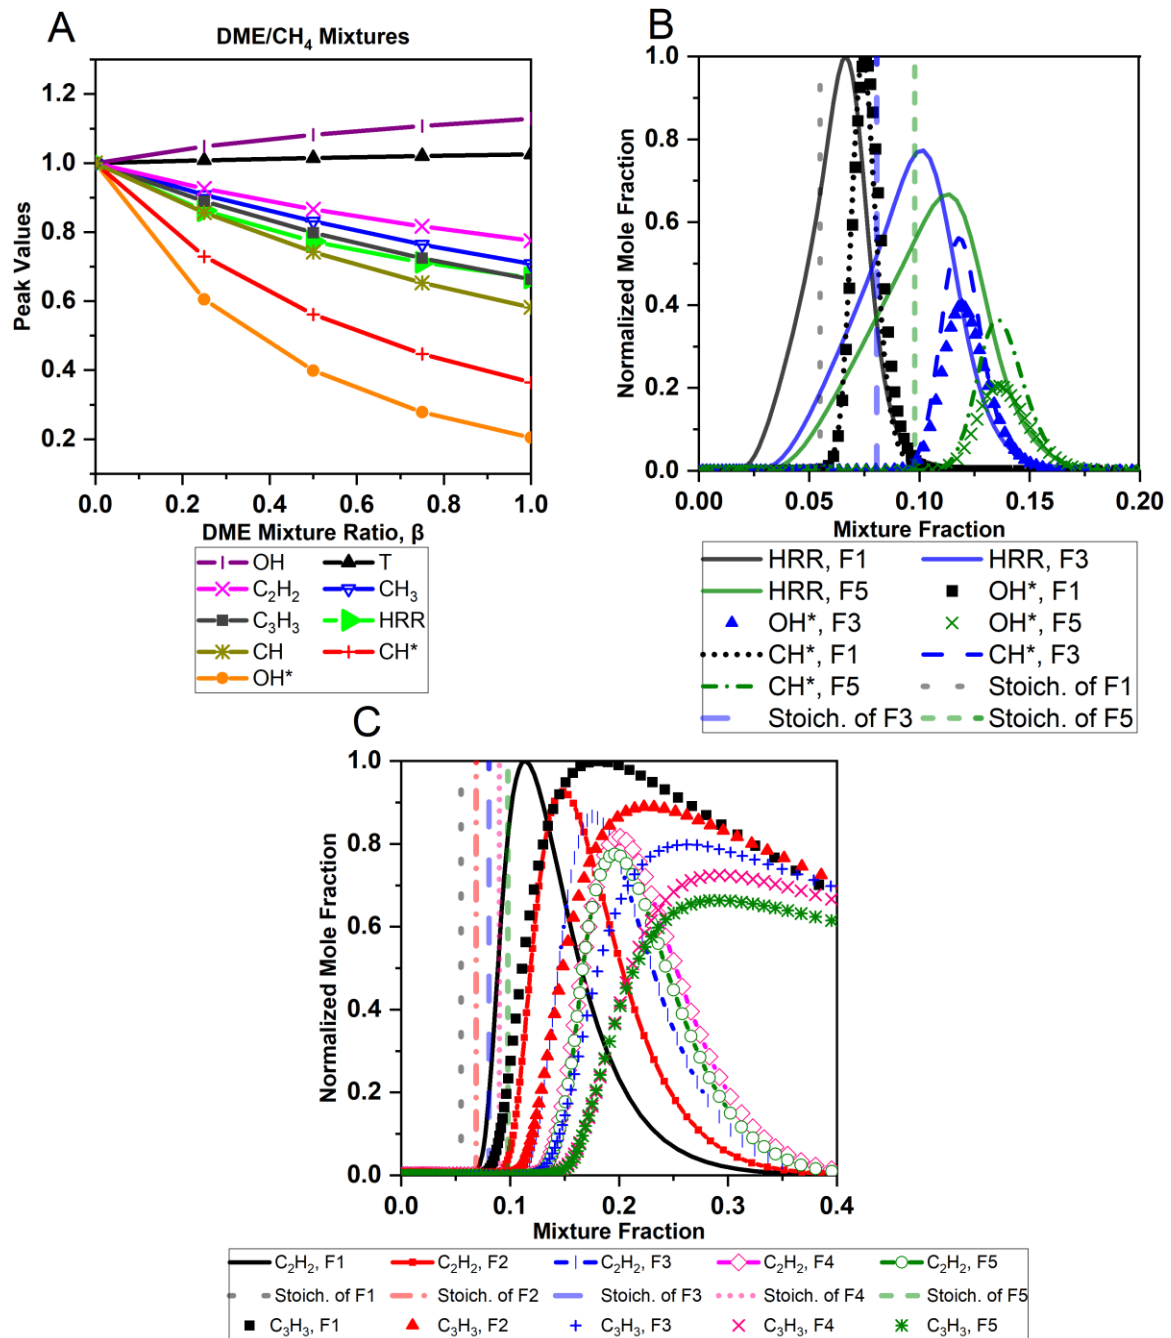 A
DME/CH₄ Mixtures
Peak Values
1.2
1.0
0.8
0.6
0.4
0.2
0.0 0.2 0.4 0.6 0.8 1.0
DME Mixture Ratio, β
OH T
C₂H₂ CH₃
C₃H₃ HRR
CH CH*
OH*
B
Normalized Mole Fraction
1.0
0.8
0.6
0.4
0.2
0.0
0.00 0.05 0.10 0.15 0.20
Mixture Fraction
HRR, F1 HRR, F3
HRR, F5 OH*, F1
OH*, F3 OH*, F5
CH*, F1 CH*, F3
CH*, F5 Stoich. of F1
Stoich. of F3 Stoich. of F5
C
Normalized Mole Fraction
1.0
0.8
0.6
0.4
0.2
0.0
0.0 0.1 0.2 0.3 0.4
Mixture Fraction
C₂H₂, F1 C₂H₂, F2 C₂H₂, F3 C₂H₂, F4 C₂H₂, F5
Stoich. of F1 Stoich. of F2 Stoich. of F3 Stoich. of F4 Stoich. of F5
C₃H₃, F1 C₃H₃, F2 C₃H₃, F3 C₃H₃, F4 C₃H₃, F5